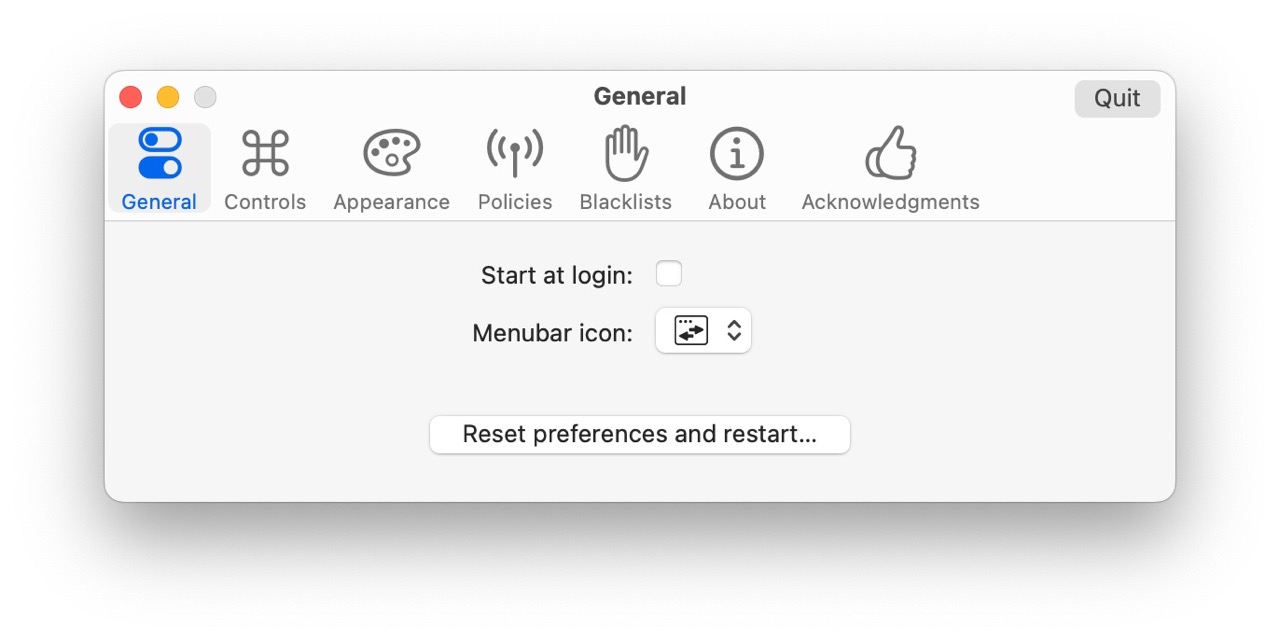 General
Quit
General
Controls
Appearance
Policies
Blacklists
About
Acknowledgments
Start at login:
Menubar icon:
Reset preferences and restart...